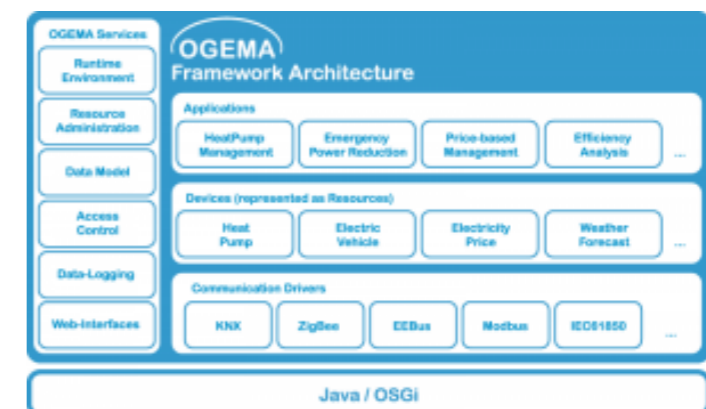 OGEMA Services
Runtime
Environment
Resource
Administration
Data Model
Access
Control
Data-Logging
Web-Interfaces
OGEMA
Framework Architecture
Applications
HeatPump
Management
Emergency
Power Reduction
Price-based
Management
Efficiency
Analysis
...
Devices (represented as Resources)
Heat
Pump
Electric
Vehicle
Electricity
Price
Weather
Forecast
...
Communication Drivers
KNX
ZigBee
EEBus
Modbus
IEC61850
...
Java / OSGi